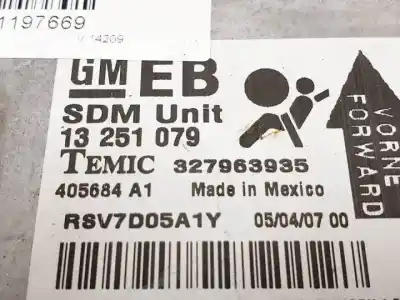 1197669
V 14209
GM EB
SDM Unit
13 251 079
TEMIC 327963935
405684 A1 Made in Mexico
RSV7D05A1Y 05/04/07 00
VORNE
FORWARD